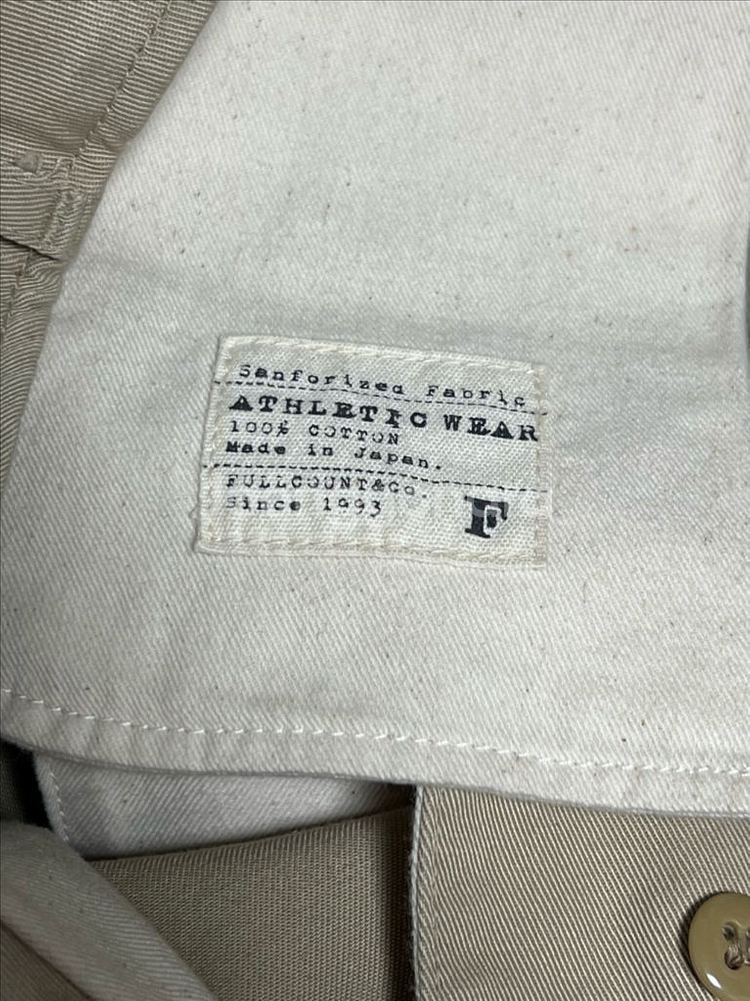 Sanforized Fabric
ATHLETIC WEAR
100% COTTON
Made in Japan.
FULLCOUNT&Co.
Since 1993
F